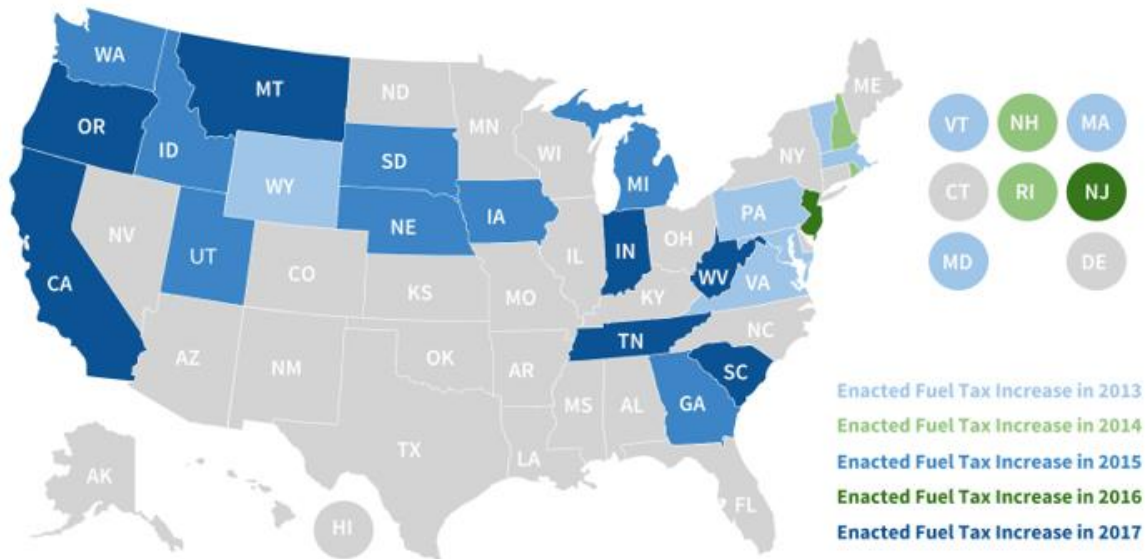 WA
MT
ND
MN
ME
OR
ID
SD
WI
NY
VT
NH
MA
WY
MI
CT
RI
NJ
NE
IA
PA
NV
UT
IL
IN
OH
MD
DE
CA
CO
WV
VA
KS
MO
KY
NC
TN
AZ
NM
OK
AR
SC
MS
AL
GA
Enacted Fuel Tax Increase in 2013
Enacted Fuel Tax Increase in 2014
TX
LA
Enacted Fuel Tax Increase in 2015
AK
FL
Enacted Fuel Tax Increase in 2016
HI
Enacted Fuel Tax Increase in 2017